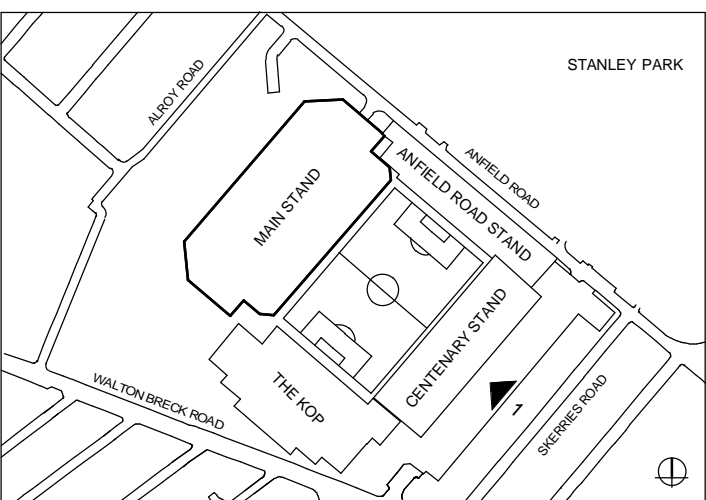 STANLEY PARK
ALROY ROAD
ANFIELD ROAD
MAIN STAND
ANFIELD ROAD STAND
CENTENARY STAND
THE KOP
WALTON BRECK ROAD
SKERRIES ROAD
1